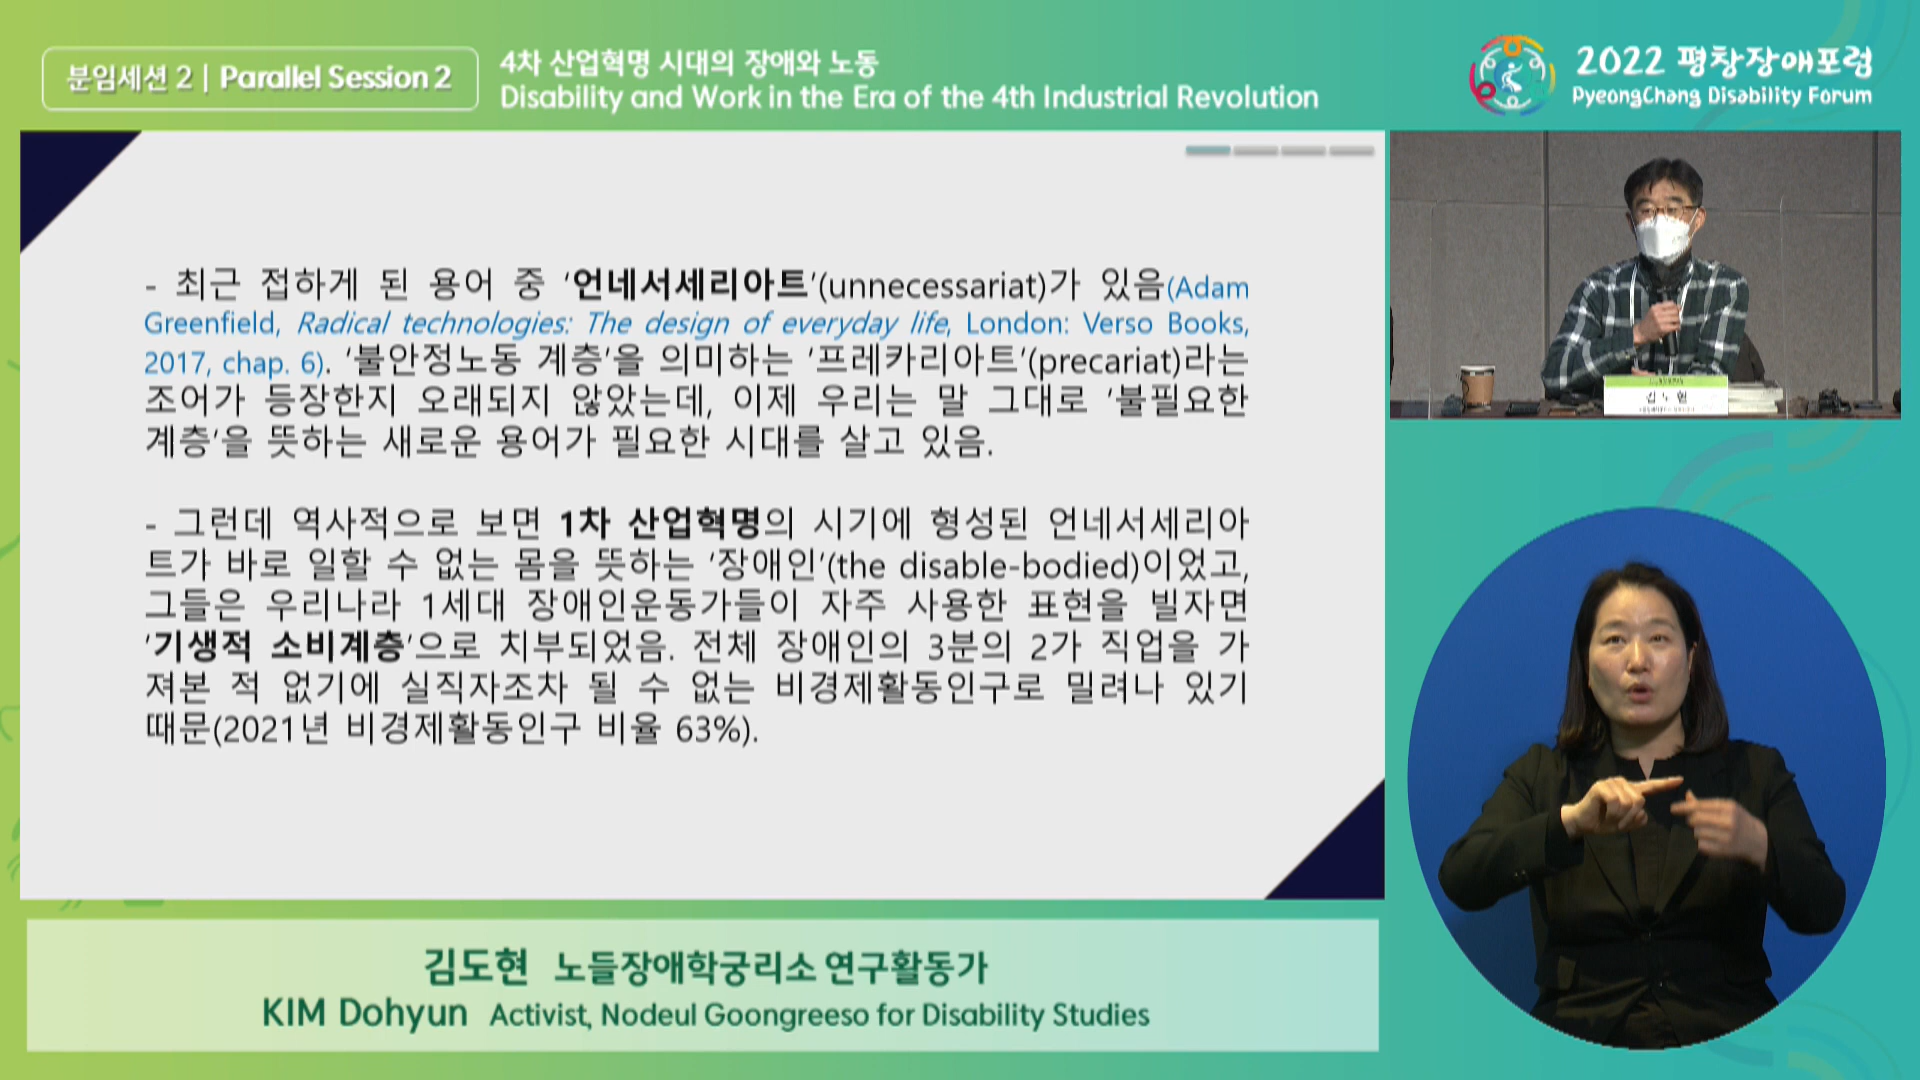 분임세션 2 | Parallel Session 2
4차 산업혁명 시대의 장애와 노동
Disability and Work in the Era of the 4th Industrial Revolution
2022 평창장애포럼
PyeongChang Disability Forum
- 최근 접하게 된 용어 중 ‘언네서세리아트’(unnecessariat)가 있음(Adam
Greenfield, Radical technologies: The design of everyday life, London: Verso Books,
2017, chap. 6). ‘불안정노동 계층’을 의미하는 ‘프레카리아트’(precariat)라는
조어가 등장한지 오래되지 않았는데, 이제 우리는 말 그대로 ‘불필요한
계층’을 뜻하는 새로운 용어가 필요한 시대를 살고 있음.
- 그런데 역사적으로 보면 1차 산업혁명의 시기에 형성된 언네서세리아
트가 바로 일할 수 없는 몸을 뜻하는 ‘장애인’(the disable-bodied)이었고,
그들은 우리나라 1세대 장애인운동가들이 자주 사용한 표현을 빌자면
‘기생적 소비계층’으로 치부되었음. 전체 장애인의 3분의 2가 직업을 가
져본 적 없기에 실직자조차 될 수 없는 비경제활동인구로 밀려나 있기
때문(2021년 비경제활동인구 비율 63%).
김도현
김도현 노들장애학궁리소 연구활동가
KIM Dohyun Activist, Nodeul Goongreeso for Disability Studies